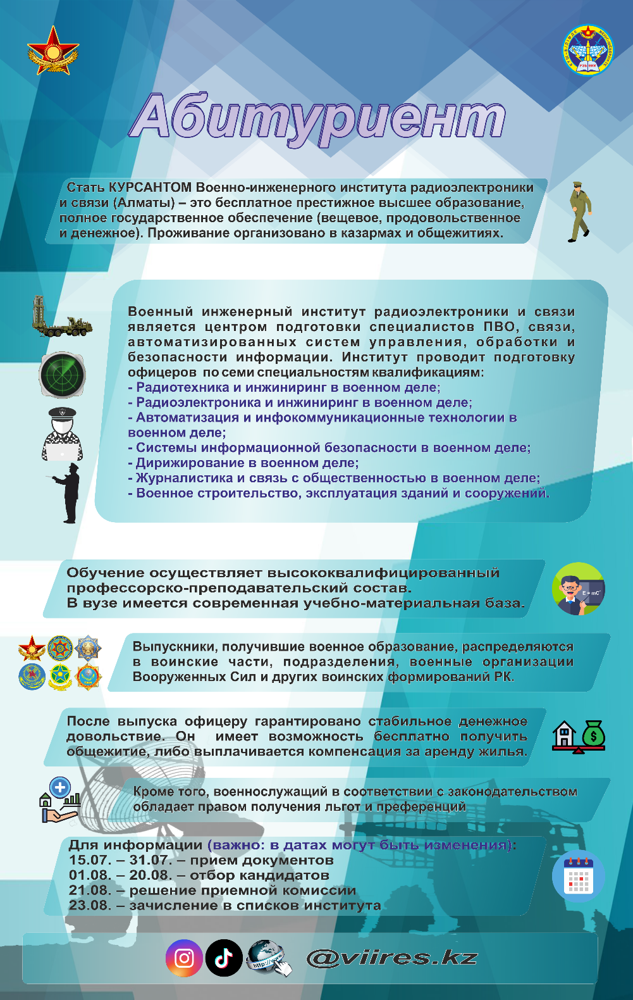 Абитуриент
Стать КУРСАНТОМ Военно-инженерного института радиоэлектроники
и связи (Алматы) – это бесплатное престижное высшее образование,
полное государственное обеспечение (вещевое, продовольственное
и денежное). Проживание организовано в казармах и общежитиях.
Военный инженерный институт радиоэлектроники и связи
является центром подготовки специалистов ПВО, связи,
автоматизированных систем управления, обработки и
безопасности информации. Институт проводит подготовку
офицеров по семи специальностям квалификациям:
- Радиотехника и инжиниринг в военном деле;
- Радиоэлектроника и инжиниринг в военном деле;
- Автоматизация и инфокоммуникационные технологии в
военном деле;
- Системы информационной безопасности в военном деле;
- Дирижирование в военном деле;
- Журналистика и связь с общественностью в военном деле;
- Военное строительство, эксплуатация зданий и сооружений.
Обучение осуществляет высококвалифицированный
профессорско-преподавательский состав.
В вузе имеется современная учебно-материальная база.
E = mC²
Выпускники, получившие военное образование, распределяются
в воинские части, подразделения, военные организации
Вооруженных Сил и других воинских формирований РК.
После выпуска офицеру гарантировано стабильное денежное
довольствие. Он имеет возможность бесплатно получить
общежитие, либо выплачивается компенсация за аренду жилья.
Кроме того, военнослужащий в соответствии с законодательством
обладает правом получения льгот и преференций
Для информации (важно: в датах могут быть изменения):
15.07. – 31.07. – прием документов
01.08. – 20.08. – отбор кандидатов
21.08. – решение приемной комиссии
23.08. – зачисление в списков института
http://www
@viires.kz